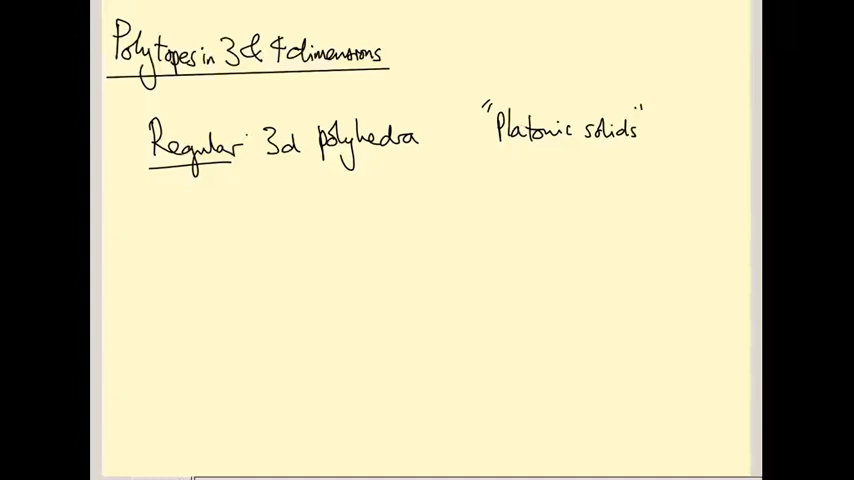 Polytopes in 3 & 4 dimensions
Regular 3d polyhedra "Platonic solids"